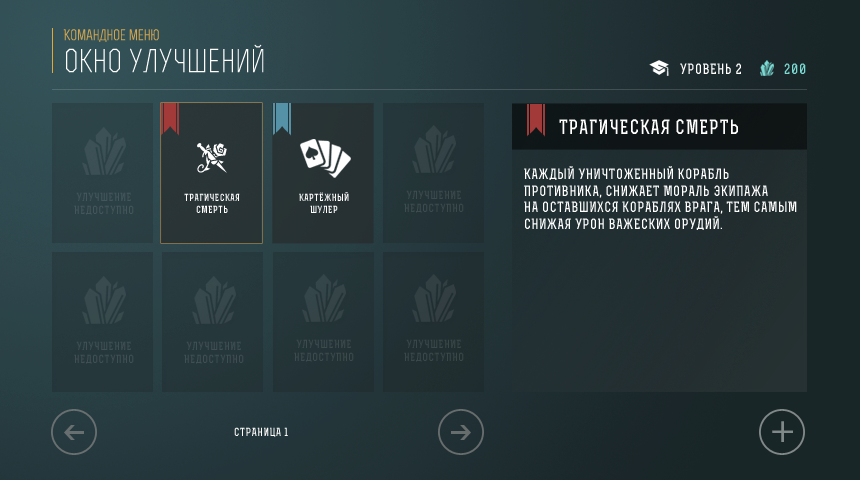 КОМАНДНОЕ МЕНЮ
ОКНО УЛУЧШЕНИЙ
УРОВЕНЬ 2
200
УЛУЧШЕНИЕ
НЕДОСТУПНО
ТРАГИЧЕСКАЯ
СМЕРТЬ
КАРТЁЖНЫЙ
ШУЛЕР
УЛУЧШЕНИЕ
НЕДОСТУПНО
УЛУЧШЕНИЕ
НЕДОСТУПНО
УЛУЧШЕНИЕ
НЕДОСТУПНО
УЛУЧШЕНИЕ
НЕДОСТУПНО
УЛУЧШЕНИЕ
НЕДОСТУПНО
СТРАНИЦА 1
ТРАГИЧЕСКАЯ СМЕРТЬ
КАЖДЫЙ УНИЧТОЖЕННЫЙ КОРАБЛЬ
ПРОТИВНИКА, СНИЖАЕТ МОРАЛЬ ЭКИПАЖА
НА ОСТАВШИХСЯ КОРАБЛЯХ ВРАГА, ТЕМ САМЫМ
СНИЖАЯ УРОН ВАЖЕСКИХ ОРУДИЙ.